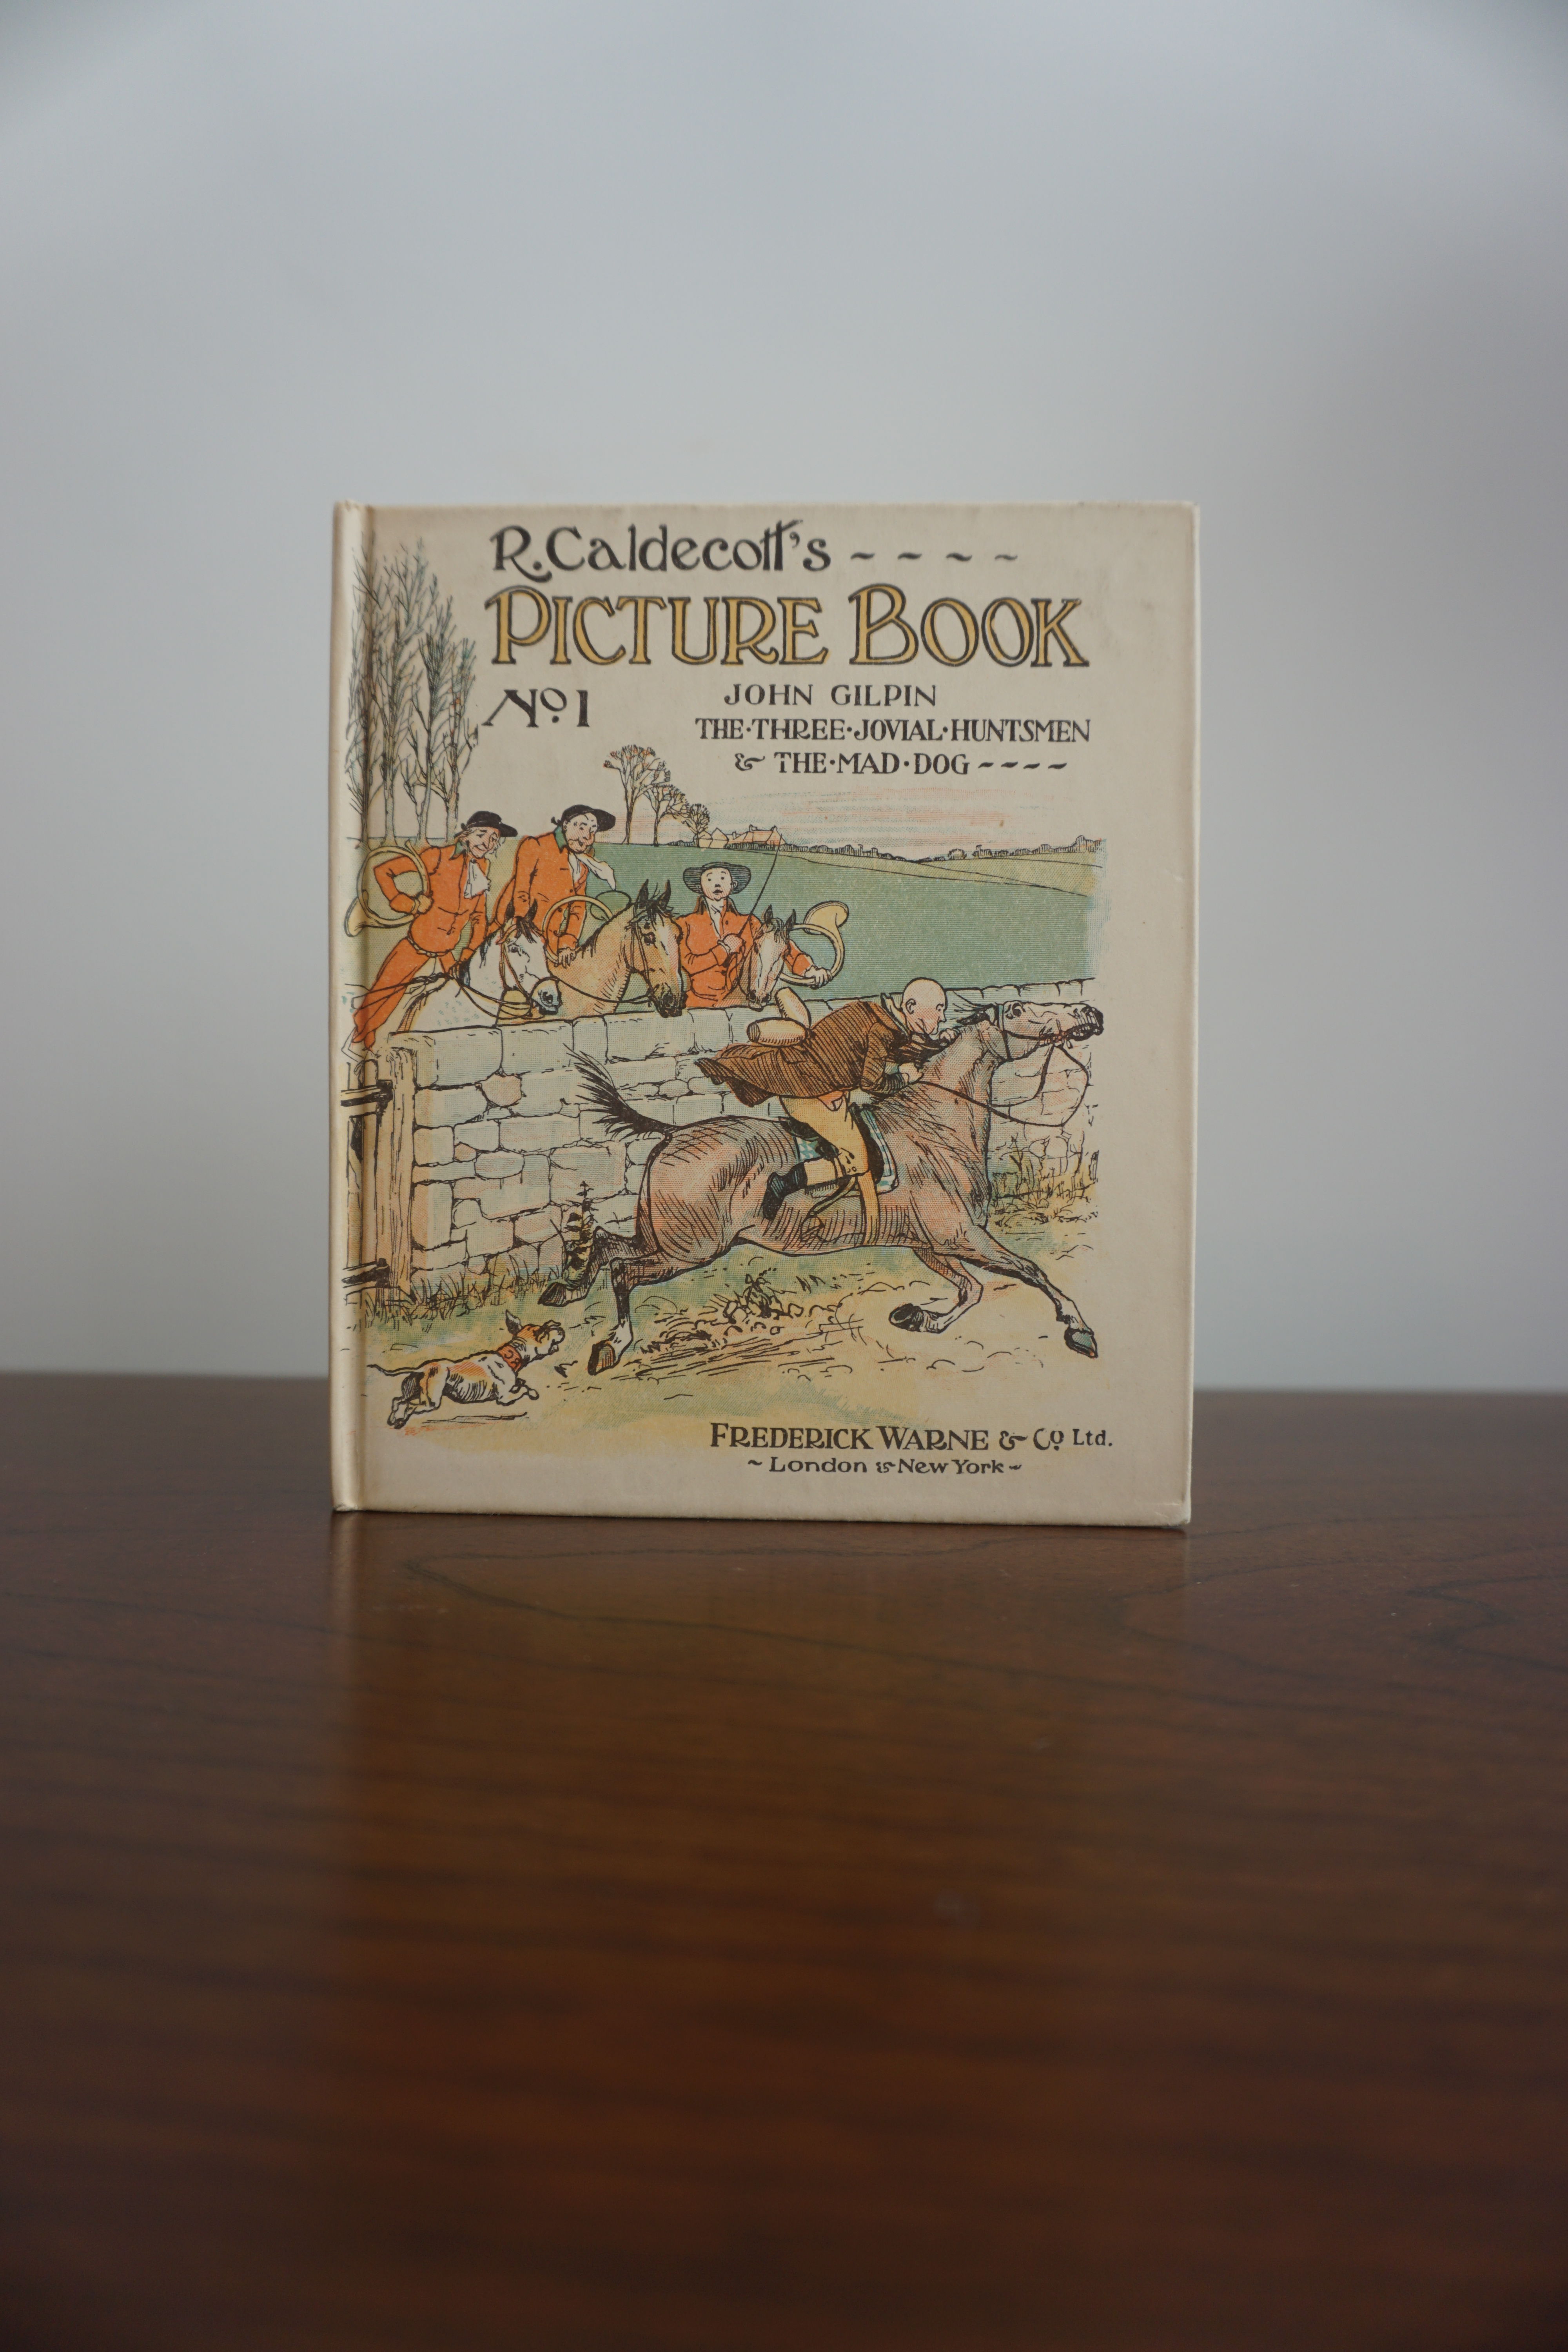 R. Caldecott's ~ ~ ~ ~
PICTURE BOOK
No. 1
JOHN GILPIN
THE·THREE·JOVIAL·HUNTSMEN
& THE·MAD·DOG ~ ~ ~ ~
FREDERICK WARNE & Co Ltd.
~ London & New York ~